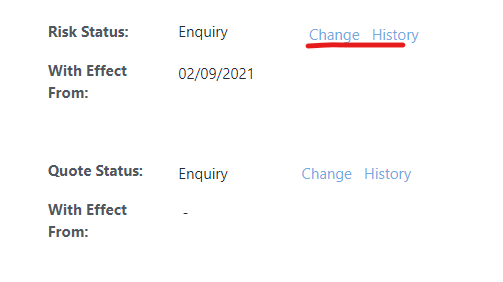 Risk Status: Enquiry Change History
With Effect From: 02/09/2021
Quote Status: Enquiry Change History
With Effect From: -